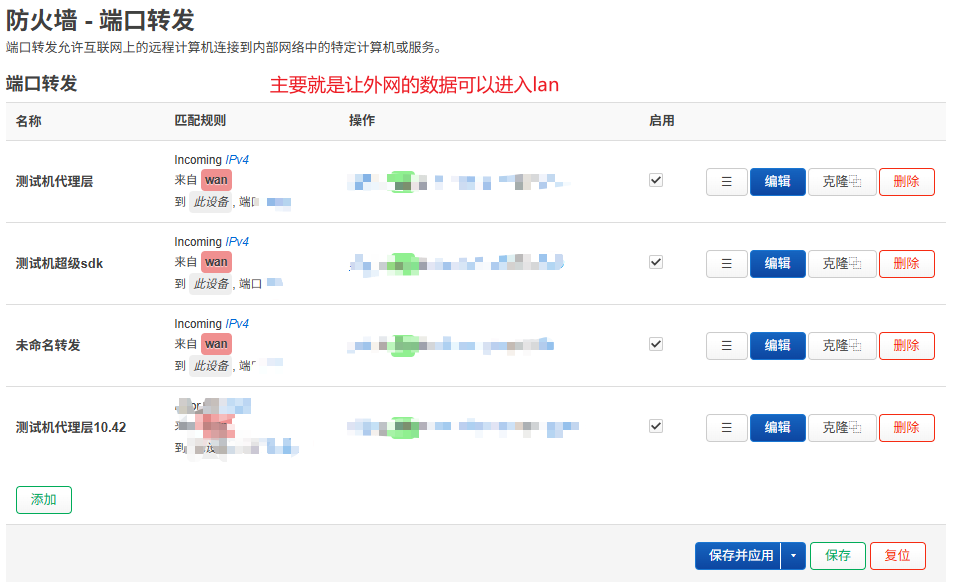 防火墙 - 端口转发
端口转发允许互联网上的远程计算机连接到内部网络中的特定计算机或服务。
端口转发
主要就是让外网的数据可以进入lan
名称 匹配规则 操作 启用
Incoming IPv4
测试机代理层 来自 wan 编辑 克隆 删除
到 此设备, 端口
Incoming IPv4
测试机超级sdk 来自 wan 编辑 克隆 删除
到 此设备, 端口
Incoming IPv4
未命名转发 来自 wan 编辑 克隆 删除
到 此设备, 端
测试机代理层10.42 编辑 克隆 删除
到
添加
保存并应用 保存 复位